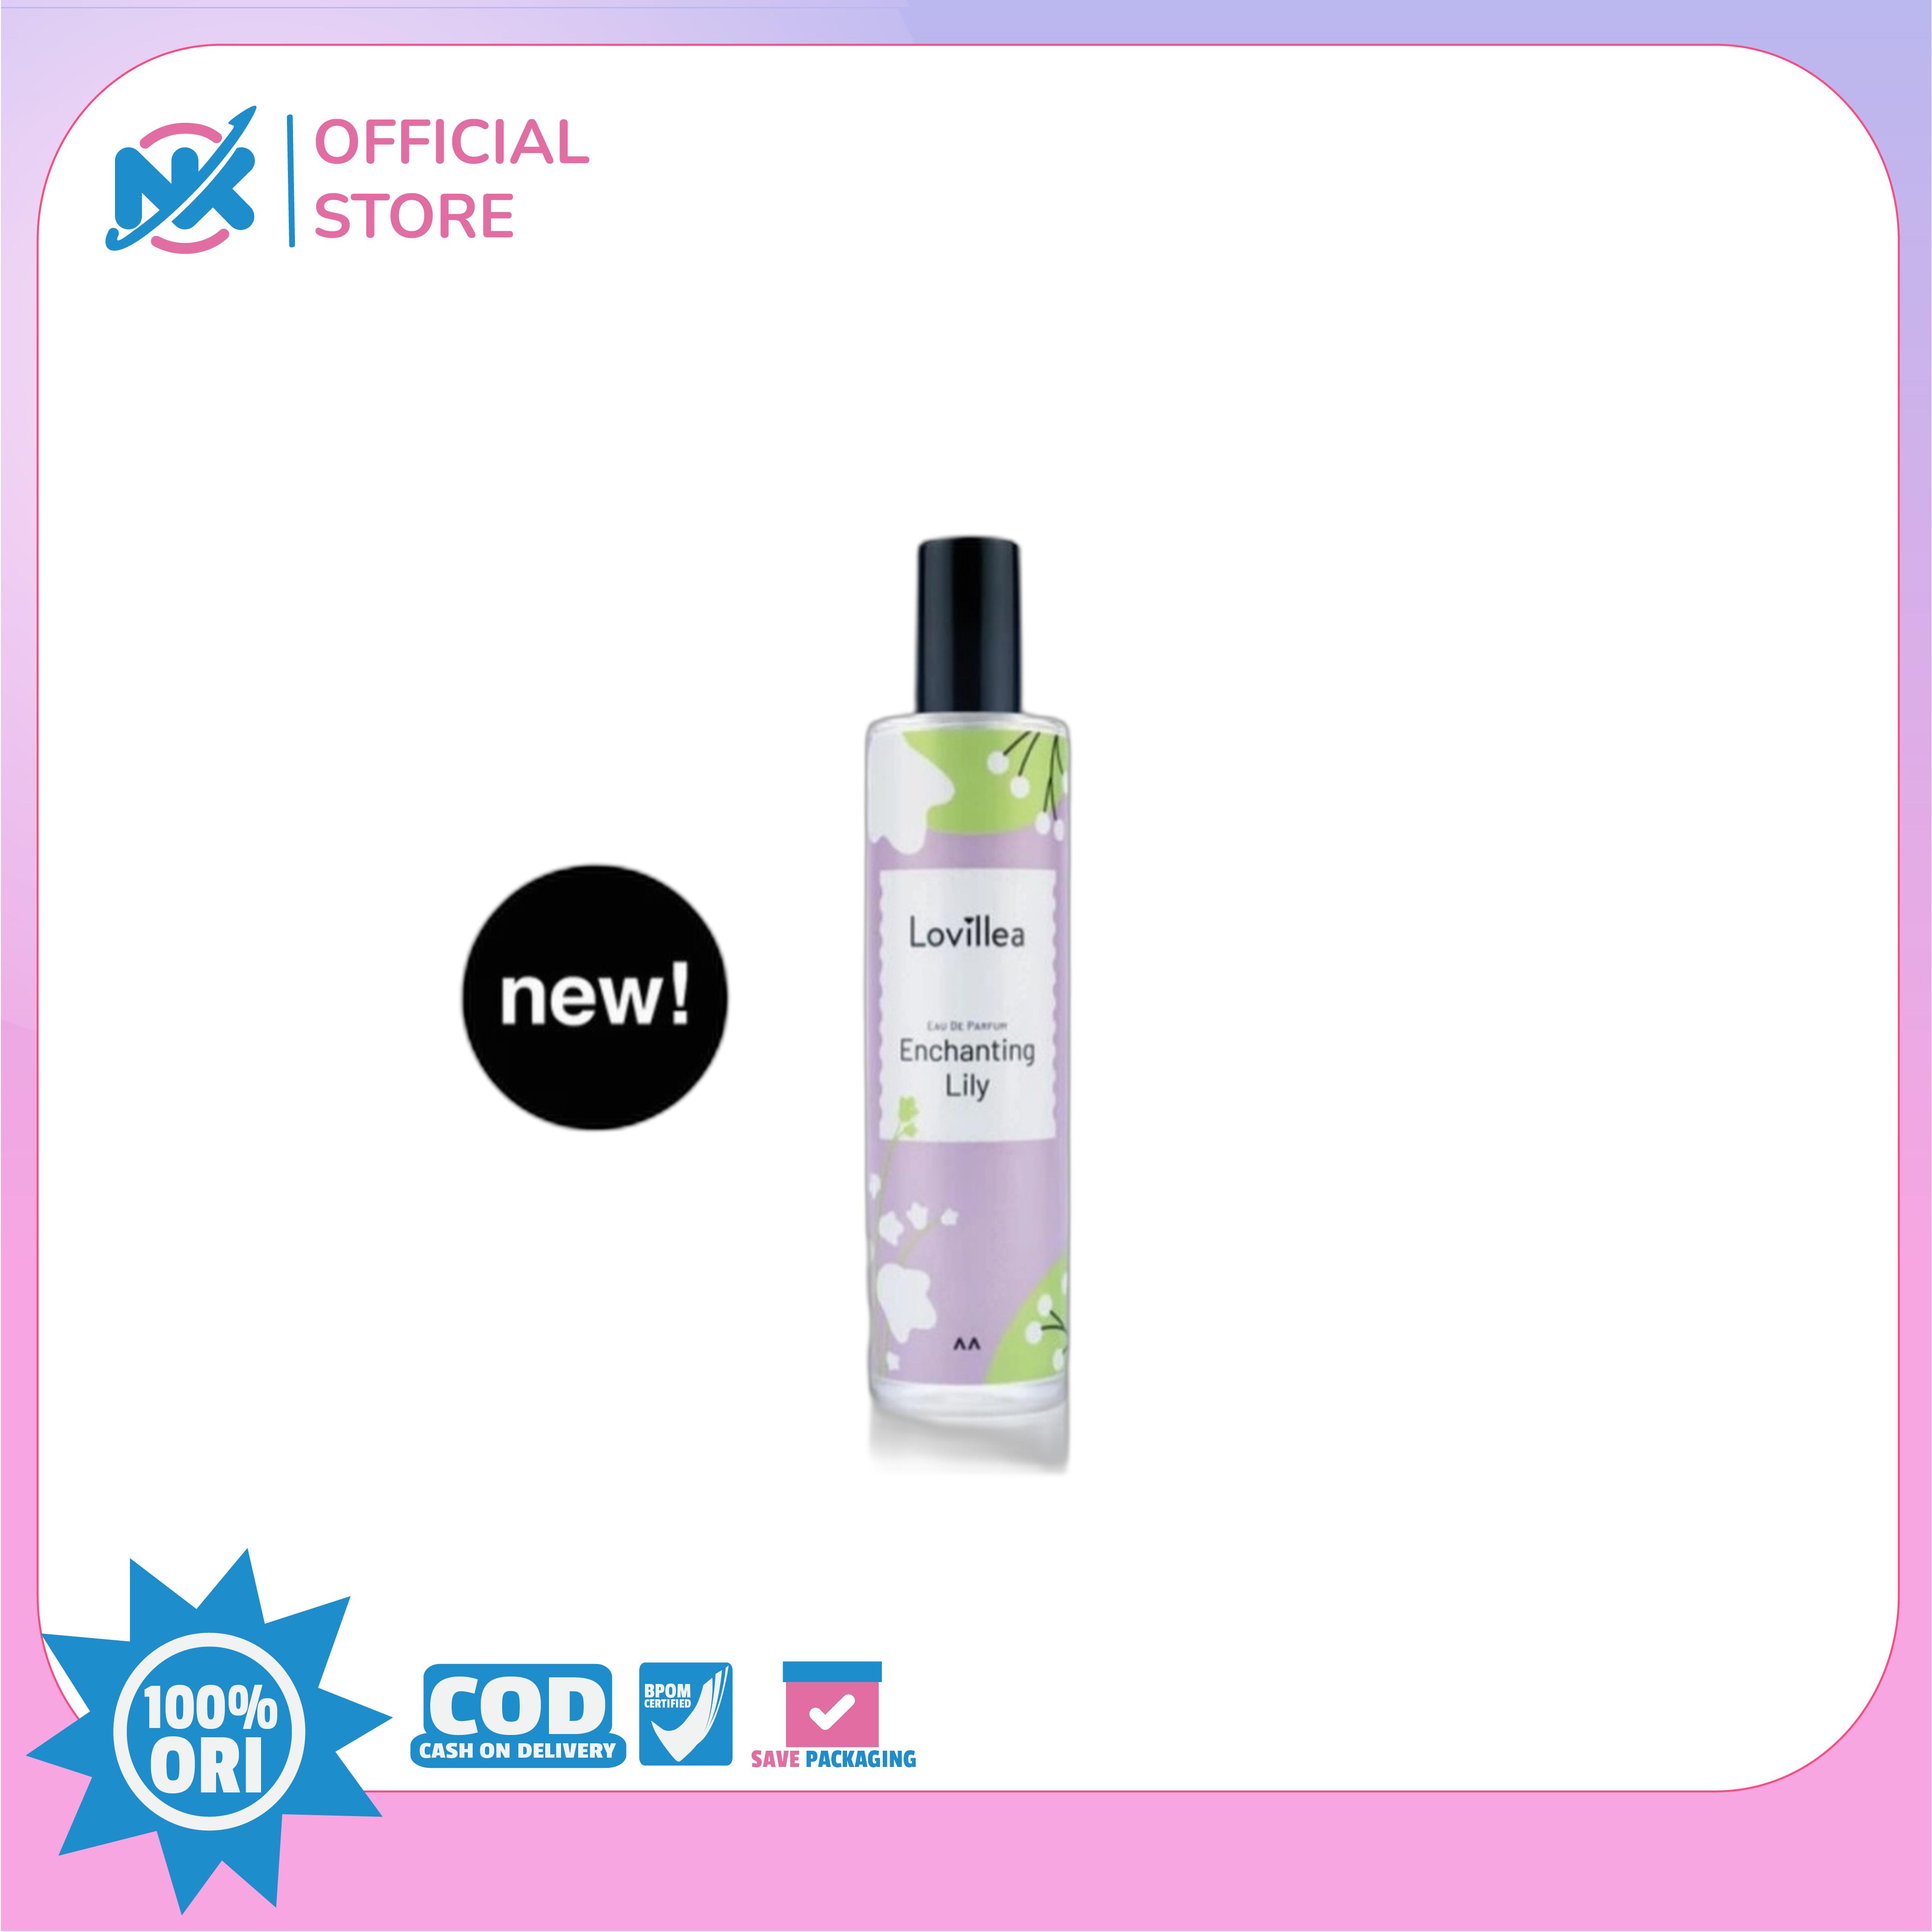 NK
OFFICIAL
STORE
new!
Lovillea
EAU DE PARFUM
Enchanting
Lily
100%
ORI
COD
CASH ON DELIVERY
BPOM
CERTIFIED
SAVE PACKAGING